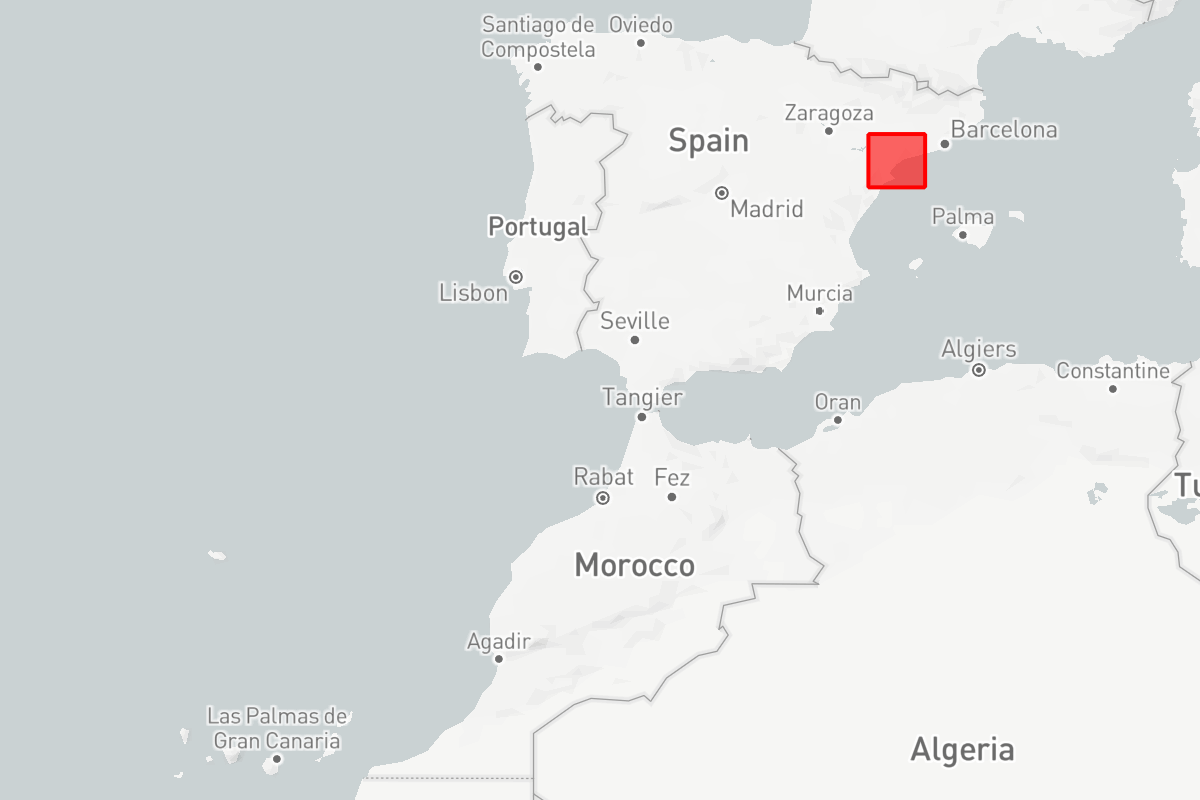 Santiago de
Compostela
Oviedo
Zaragoza
Barcelona
Spain
Madrid
Palma
Portugal
Lisbon
Murcia
Seville
Algiers
Constantine
Tangier
Oran
Rabat
Fez
Tu
Morocco
Agadir
Las Palmas de
Gran Canaria
Algeria